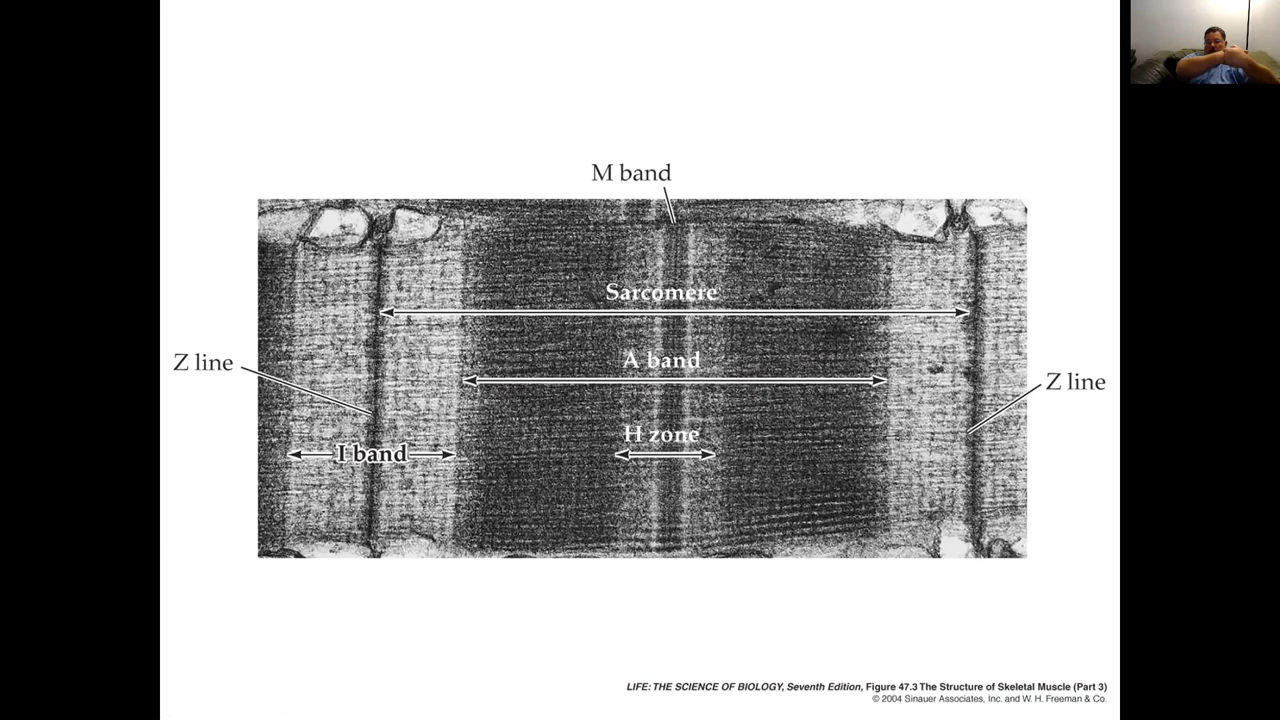 M band
Sarcomere
A band
Z line
Z line
H zone
I band
LIFE: THE SCIENCE OF BIOLOGY, Seventh Edition, Figure 47.3 The Structure of Skeletal Muscle (Part 3)
© 2004 Sinauer Associates, Inc. and W. H. Freeman & Co.